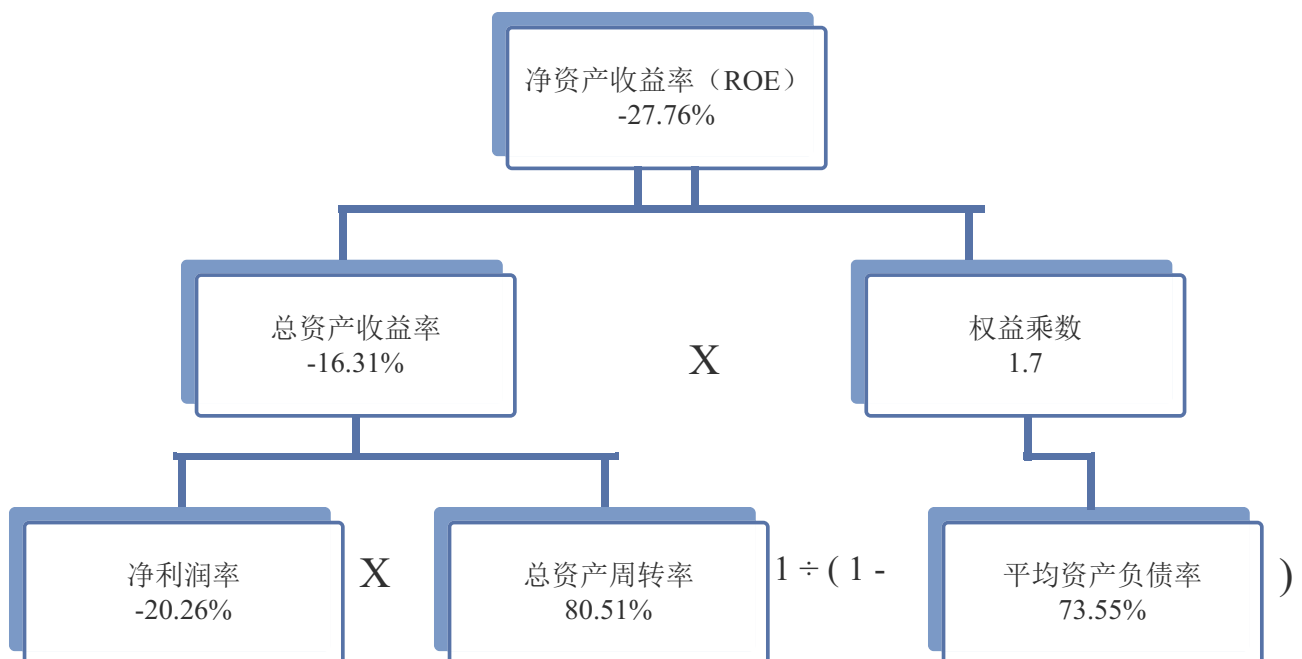 净资产收益率（ROE）
-27.76%
总资产收益率
-16.31%
X
权益乘数
1.7
净利润率
-20.26%
X
总资产周转率
80.51%
1 ÷ ( 1 -
平均资产负债率
73.55%
)